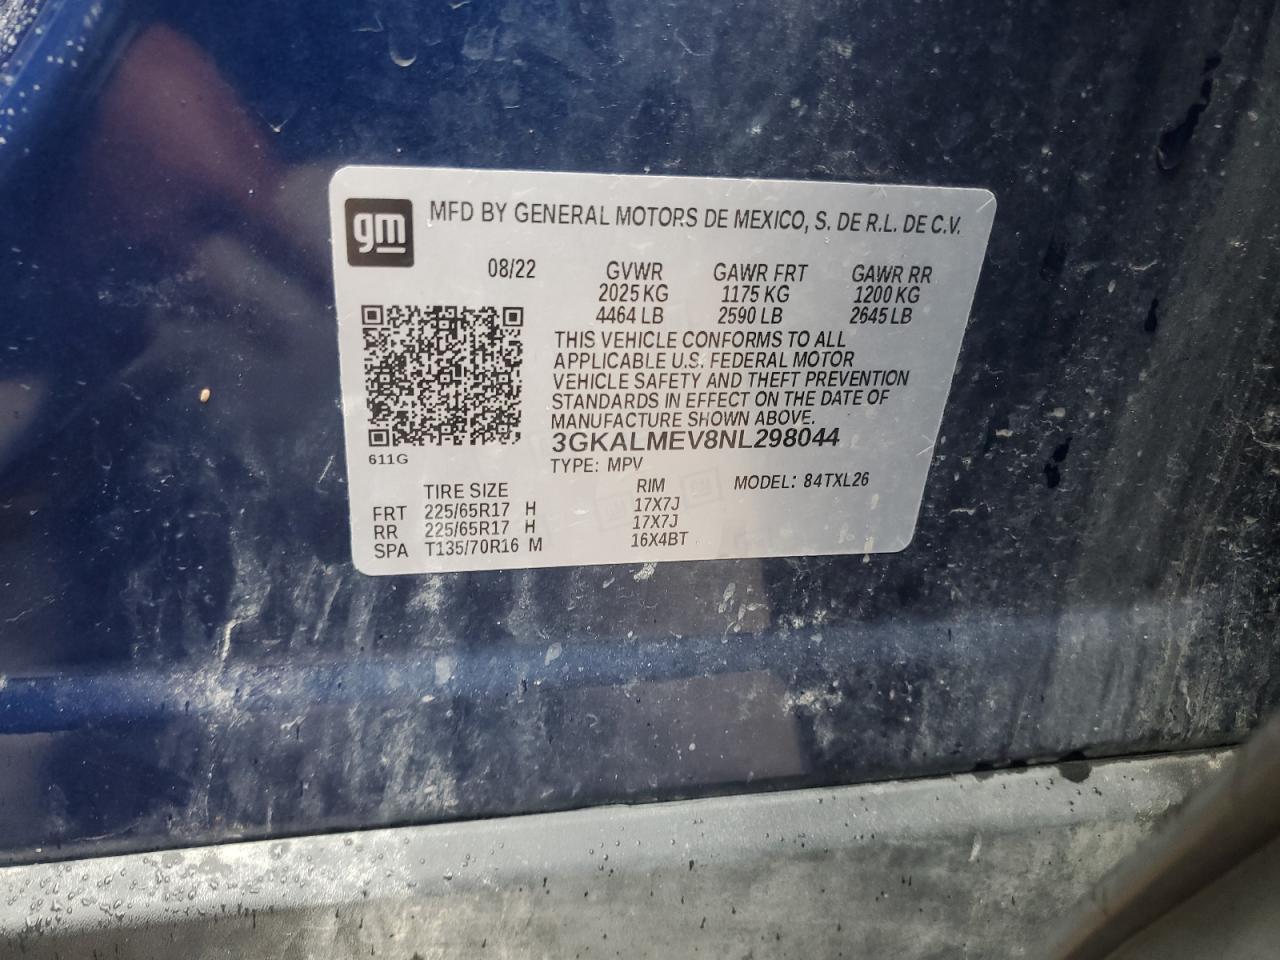 gm
MFD BY GENERAL MOTORS DE MEXICO, S. DE R.L. DE C.V.
08/22 GVWR GAWR FRT GAWR RR
2025 KG 1175 KG 1200 KG
4464 LB 2590 LB 2645 LB
THIS VEHICLE CONFORMS TO ALL
APPLICABLE U.S. FEDERAL MOTOR
VEHICLE SAFETY AND THEFT PREVENTION
STANDARDS IN EFFECT ON THE DATE OF
MANUFACTURE SHOWN ABOVE.
3GKALMEV8NL298044
611G
TYPE: MPV
MODEL: 84TXL26
TIRE SIZE RIM
FRT 225/65R17 H 17X7J
RR 225/65R17 H 17X7J
SPA T135/70R16 M 16X4BT